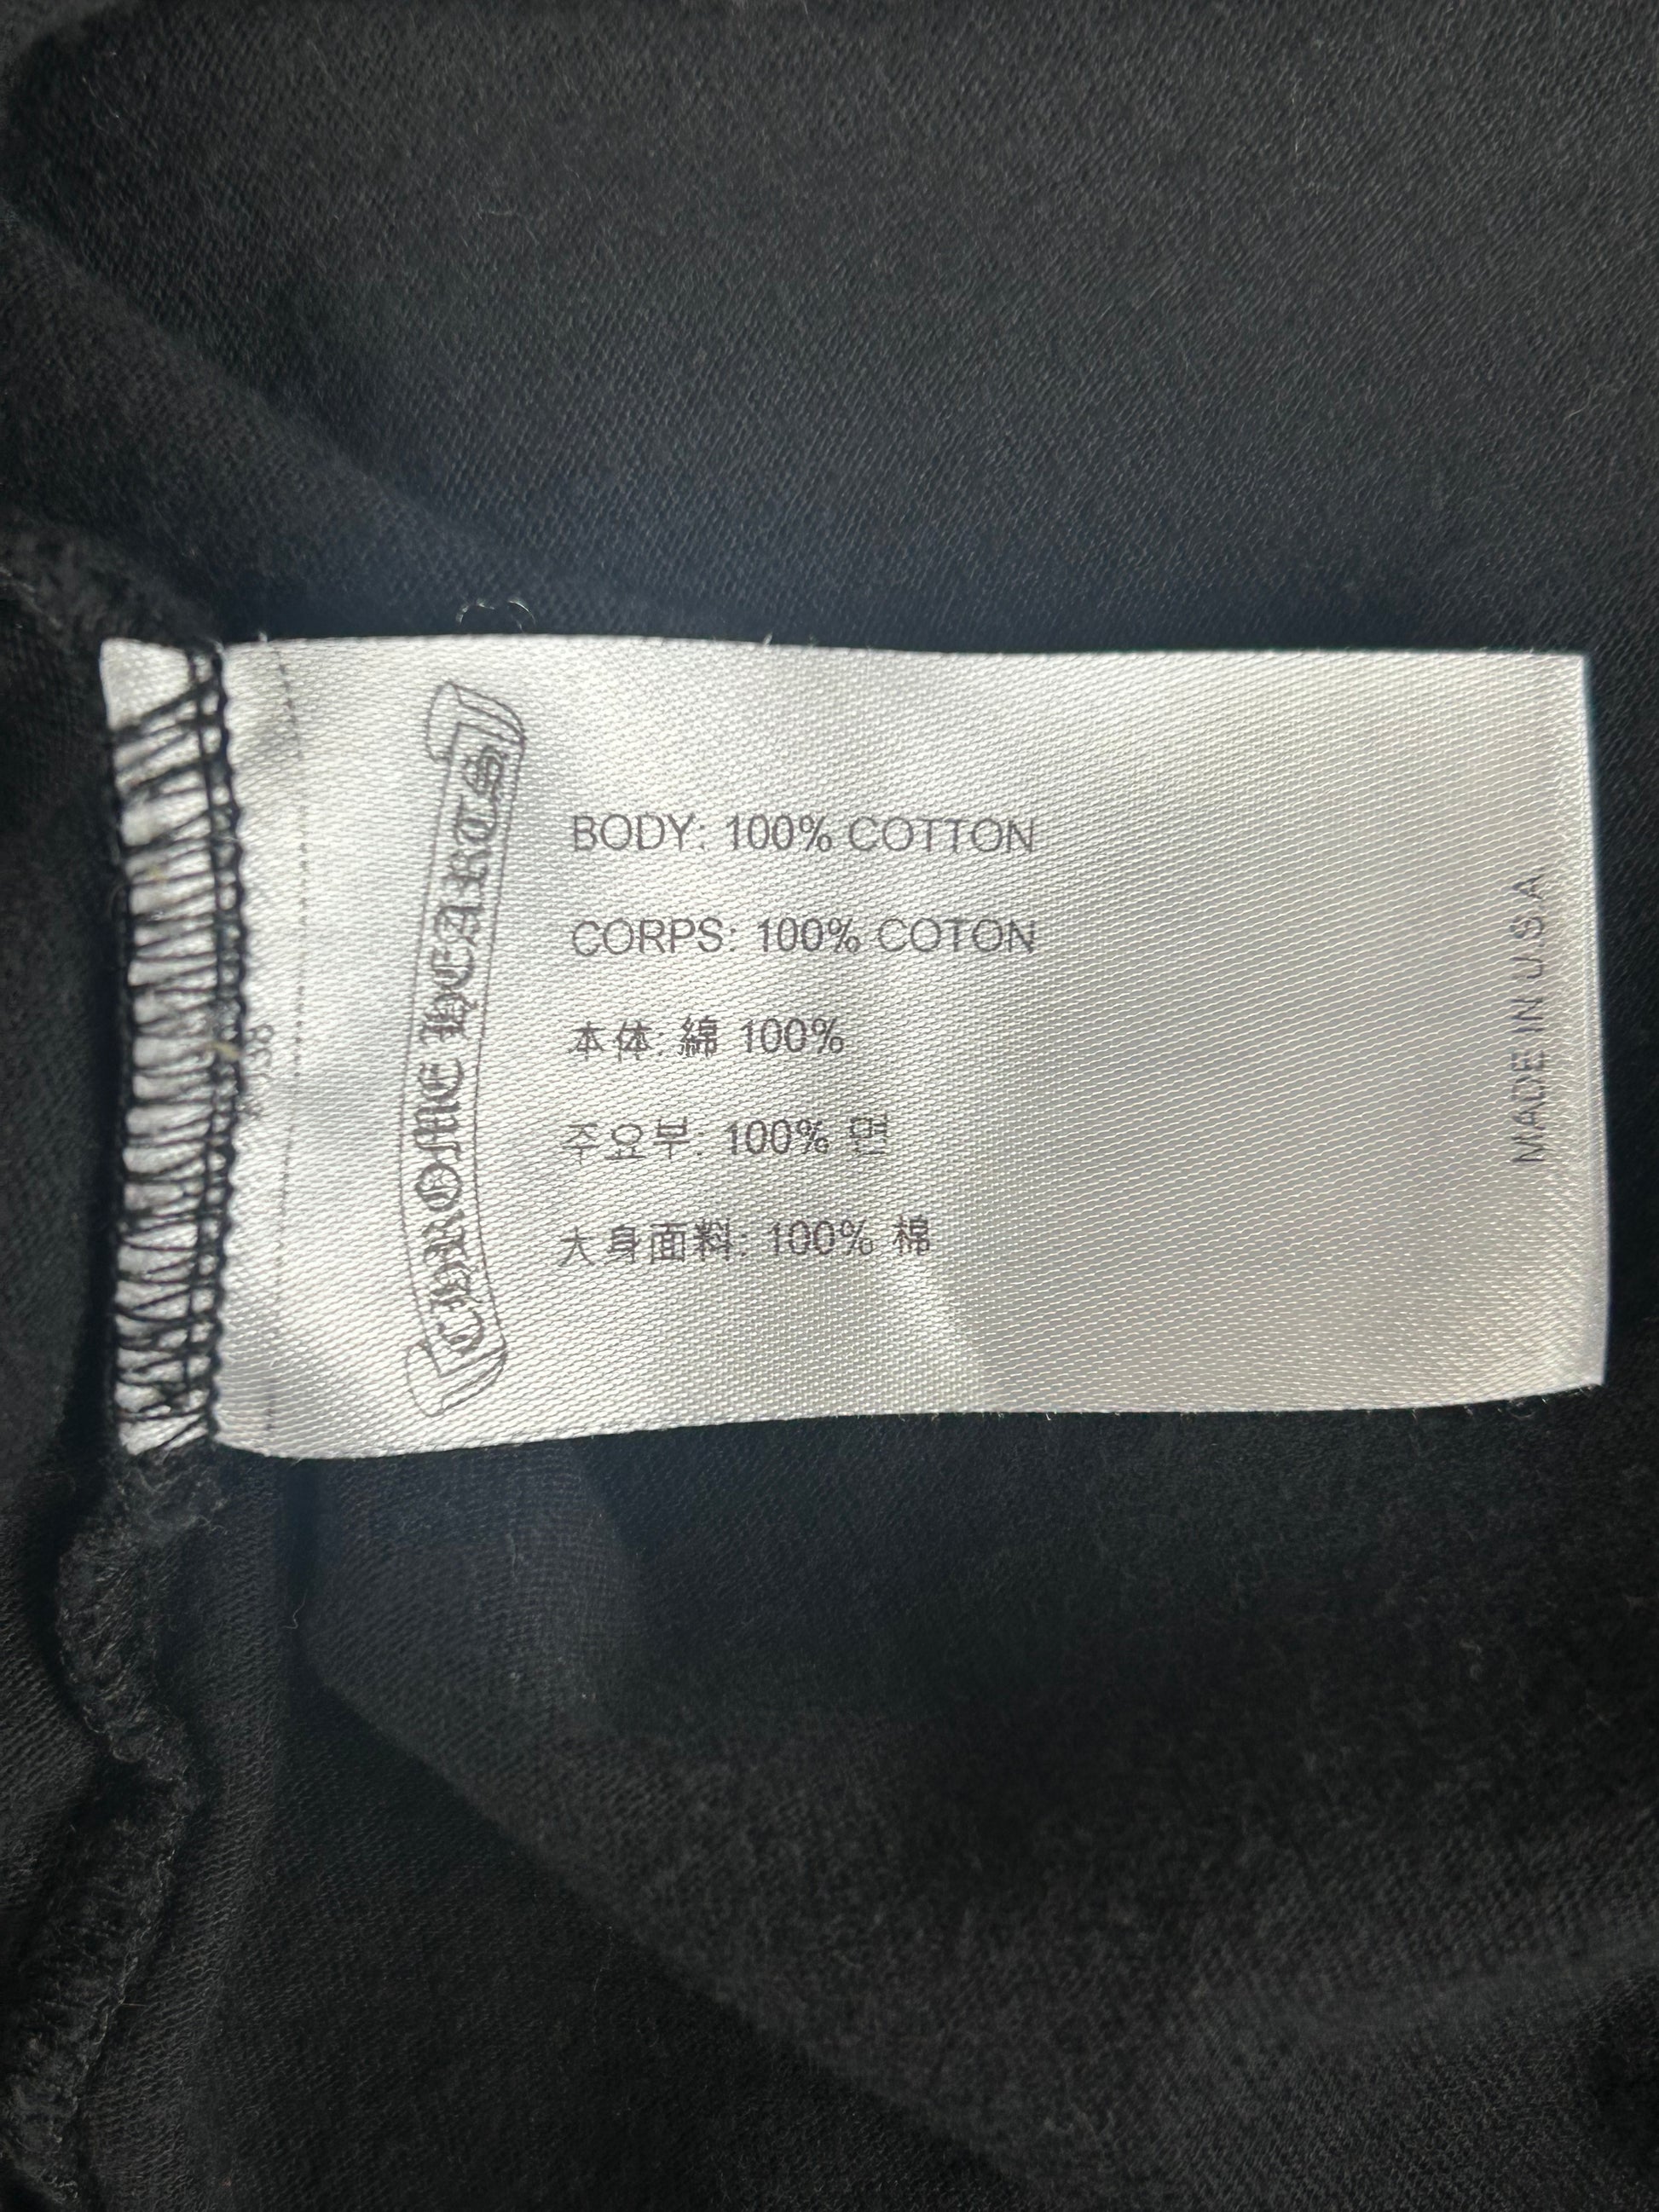 CHROME HEARTS
BODY: 100% COTTON
CORPS: 100% COTON
本体: 綿 100%
주요부: 100% 면
大身面料: 100% 棉
MADE IN U.S.A